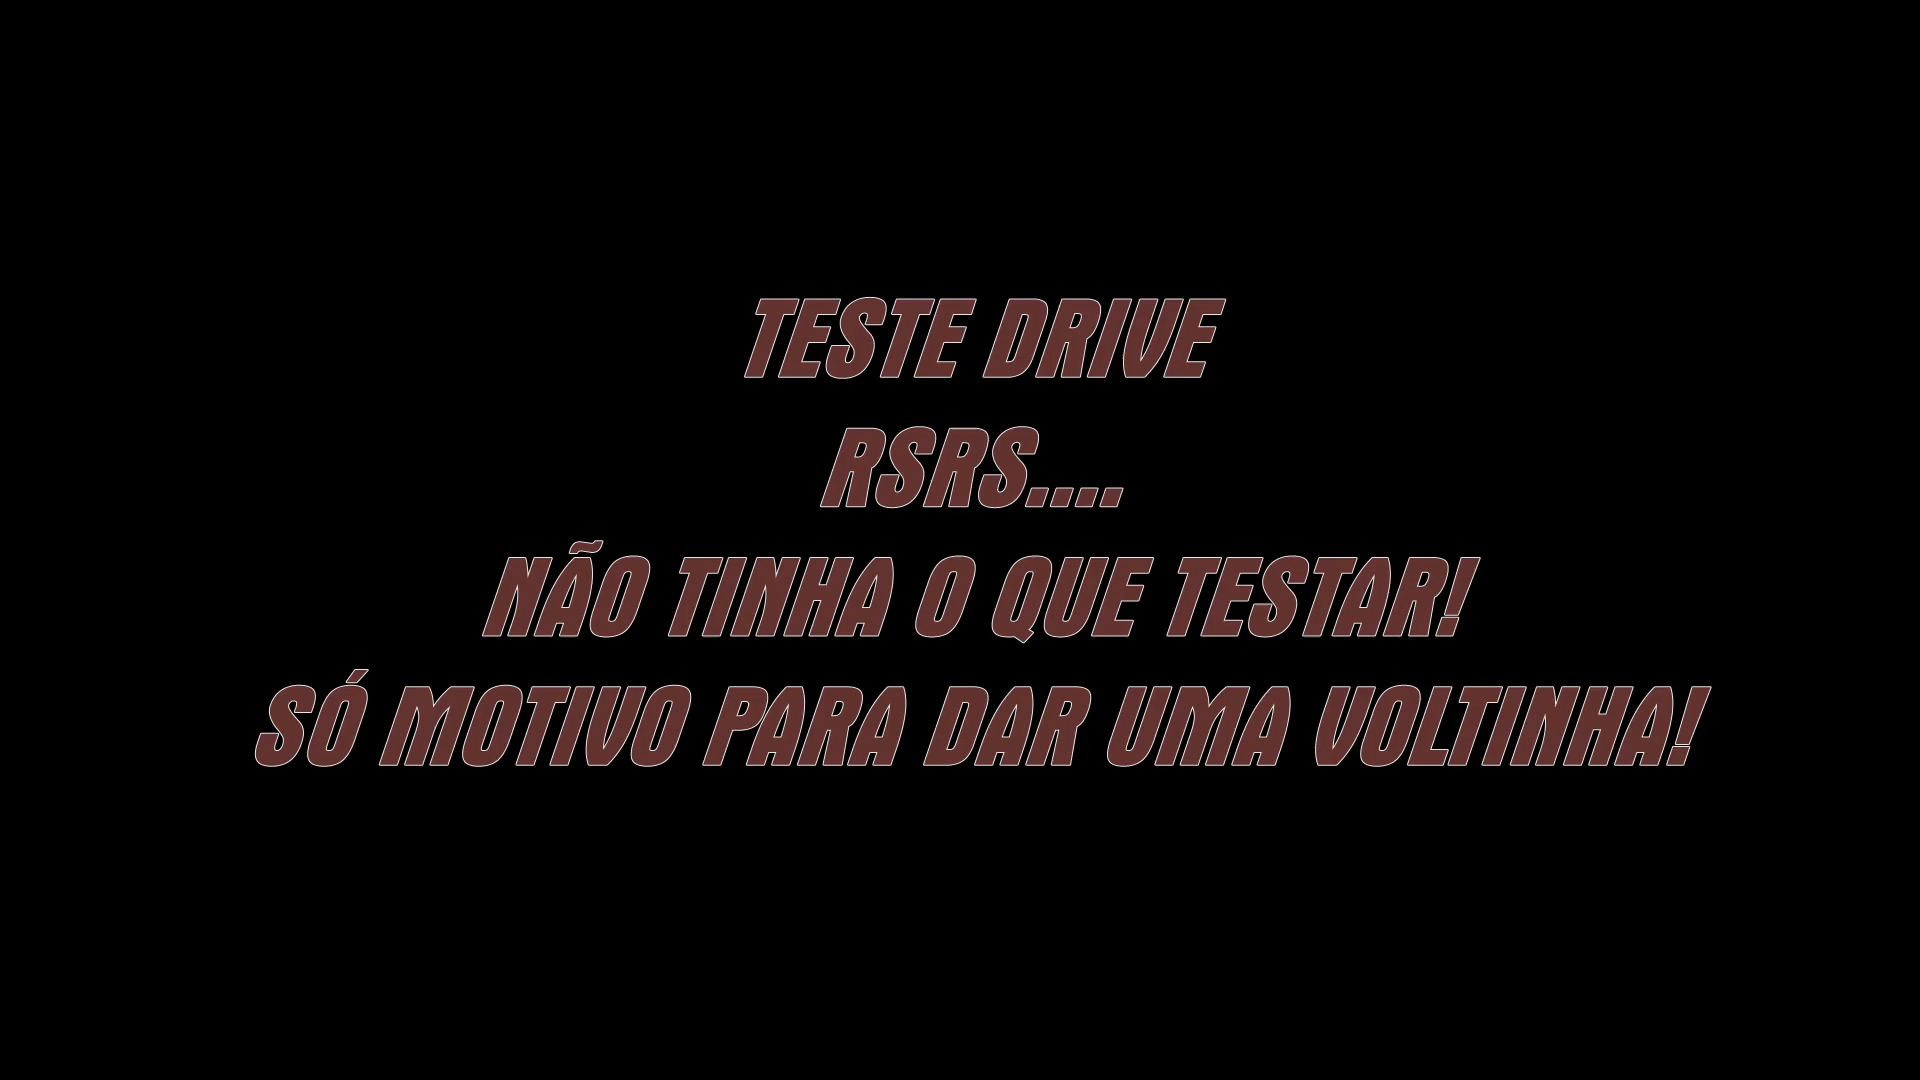 TESTE DRIVE
RSRS....
NÃO TINHA O QUE TESTAR!
SÓ MOTIVO PARA DAR UMA VOLTINHA!